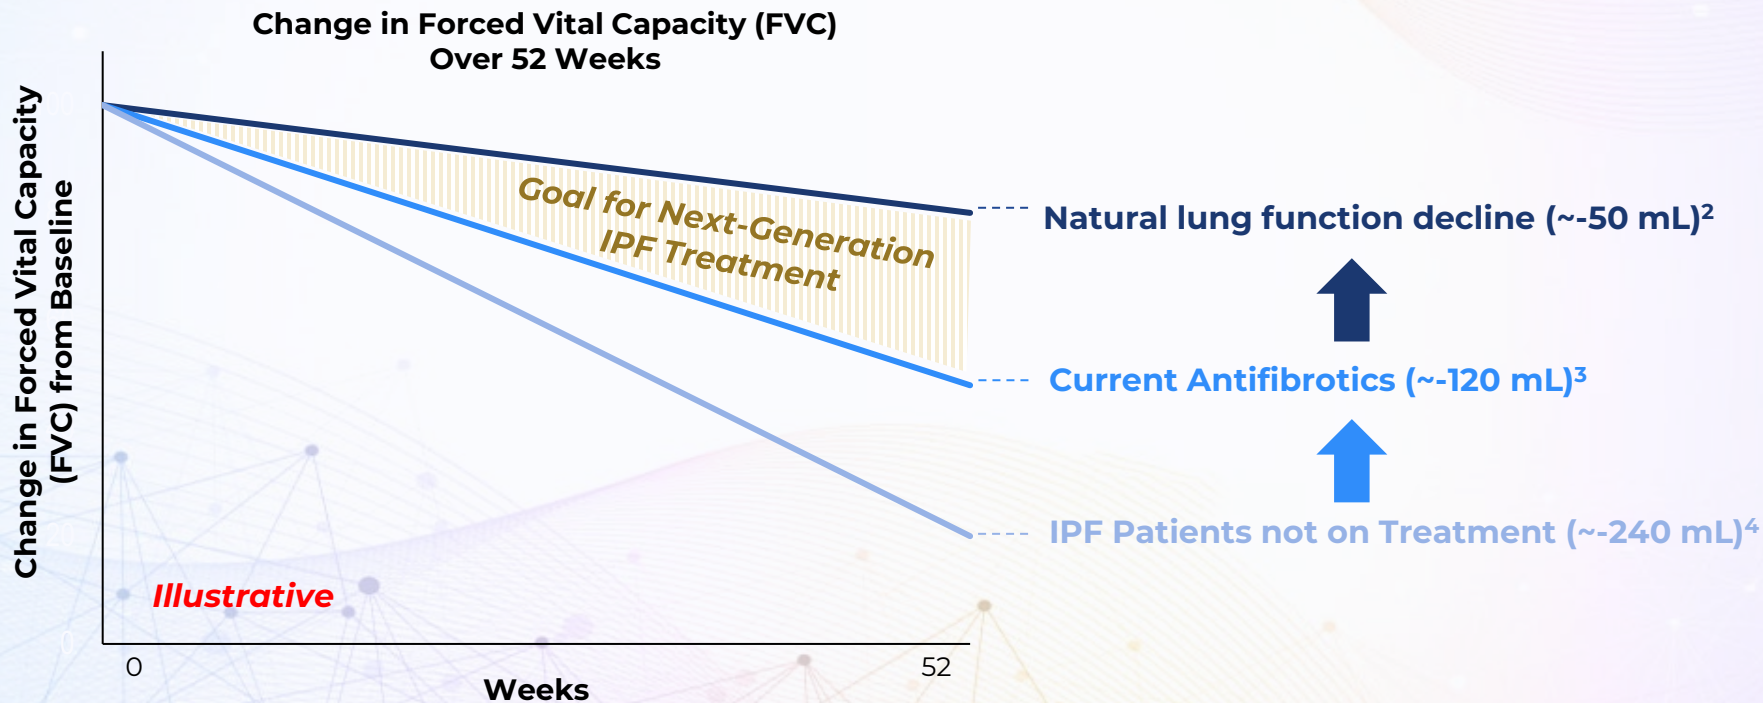 Change in Forced Vital Capacity (FVC)
Over 52 Weeks
Change in Forced Vital Capacity
(FVC) from Baseline
Goal for Next-Generation
IPF Treatment
Natural lung function decline (~-50 mL)²
Current Antifibrotics (~-120 mL)³
IPF Patients not on Treatment (~-240 mL)⁴
Illustrative
0
0
52
Weeks